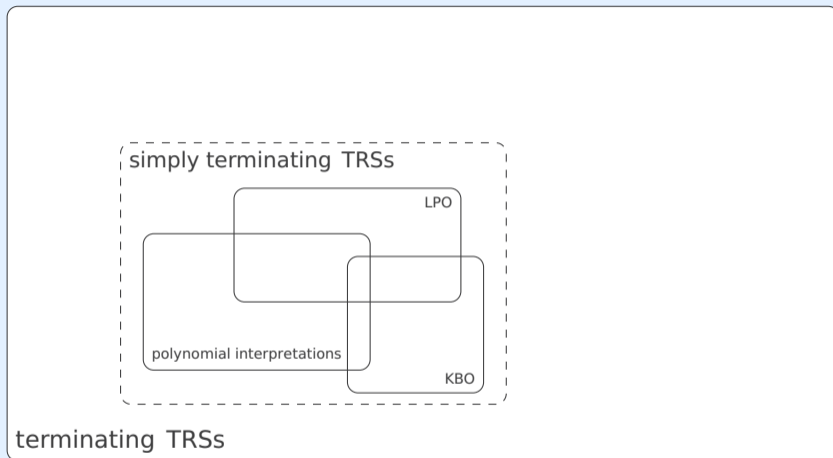 simply terminating TRSs
LPO
polynomial interpretations
KBO
terminating TRSs